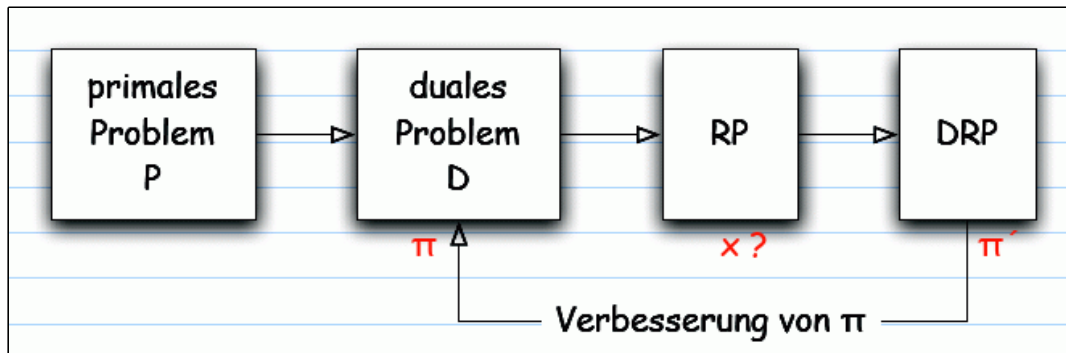 primales
Problem
P
duales
Problem
D
RP
DRP
π
x ?
π´
Verbesserung von π